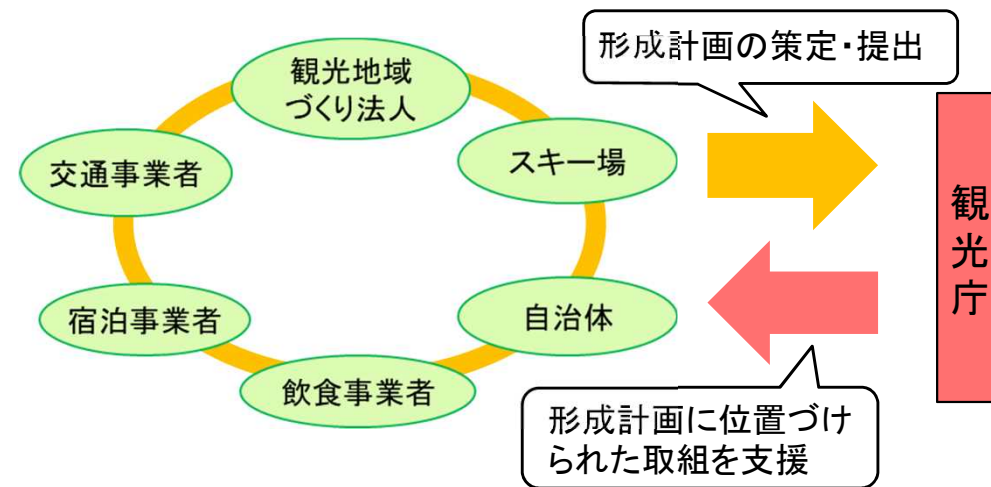 形成計画の策定・提出
観光地域
づくり法人
スキー場
交通事業者
観光庁
宿泊事業者
自治体
飲食事業者
形成計画に位置づけ
られた取組を支援